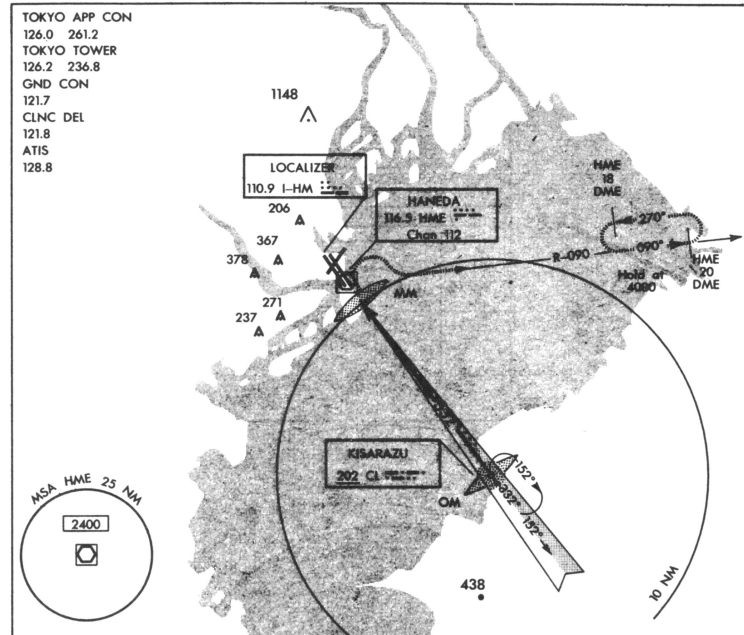 TOKYO APP CON
126.0 261.2
TOKYO TOWER
126.2 236.8
GND CON
121.7
CLNC DEL
121.8
ATIS
128.8
1148
LOCALIZER
110.9 I-HM
HANEDA
116.5 HME
Chan 112
206
367
378
271
237
HME
18
DME
270°
R-090 090°
Hold at
4000
HME
20
DME
MM
KISARAZU
202 CL
OM
152°
332°
152°
MSA HME 25 NM
2400
438
10 NM